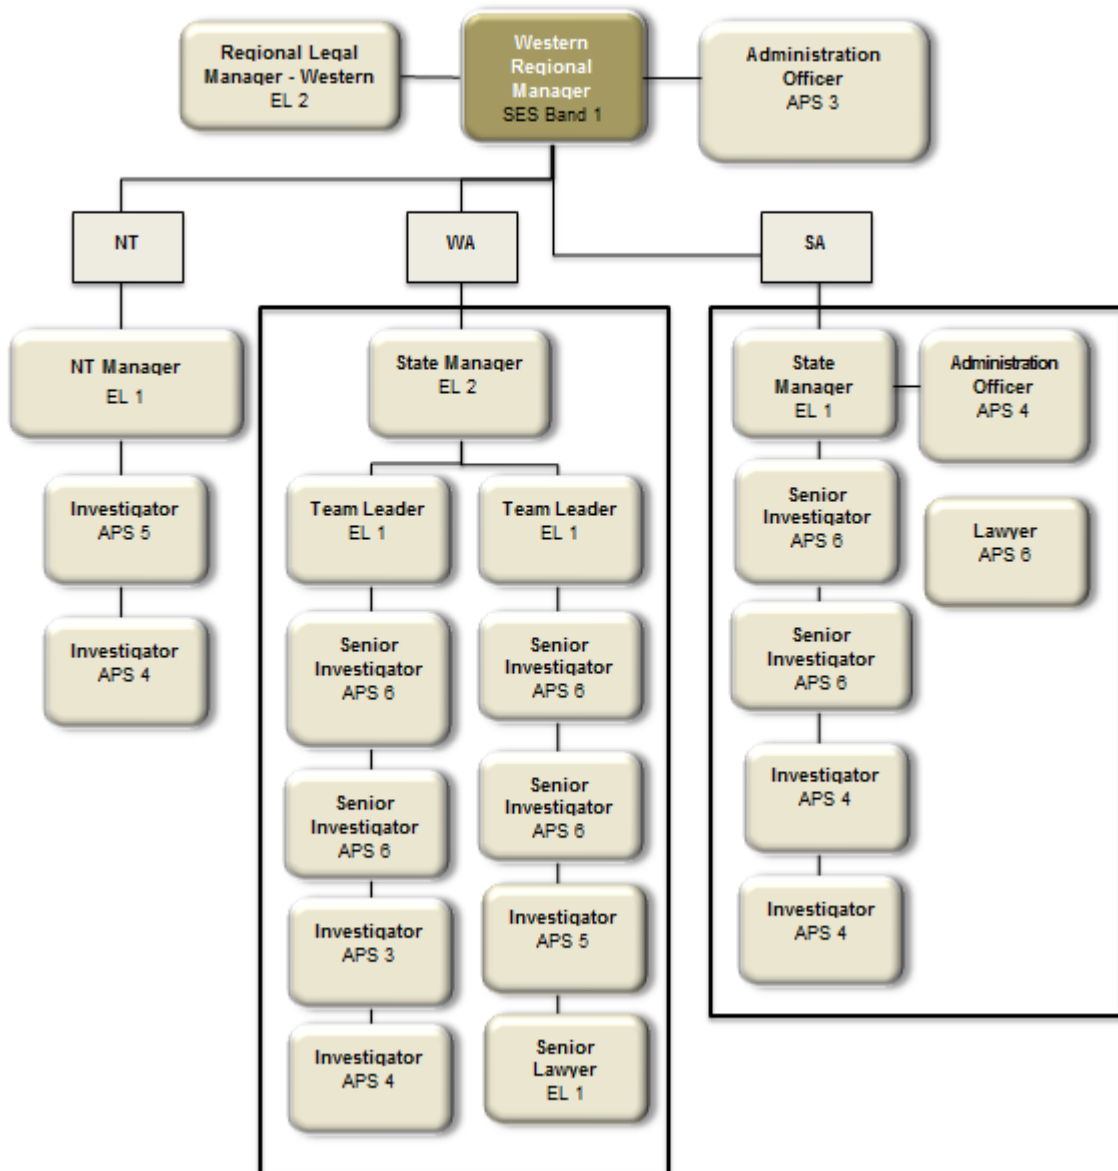 Regional Legal
Manager - Western
EL 2
Western
Regional
Manager
SES Band 1
Administration
Officer
APS 3
NT
WA
SA
NT Manager
EL 1
Investigator
APS 5
Investigator
APS 4
State Manager
EL 2
Team Leader
EL 1
Senior
Investigator
APS 6
Senior
Investigator
APS 6
Investigator
APS 3
Investigator
APS 4
Team Leader
EL 1
Senior
Investigator
APS 6
Senior
Investigator
APS 6
Investigator
APS 5
Senior
Lawyer
EL 1
State
Manager
EL 1
Administration
Officer
APS 4
Senior
Investigator
APS 6
Lawyer
APS 6
Senior
Investigator
APS 6
Investigator
APS 4
Investigator
APS 4